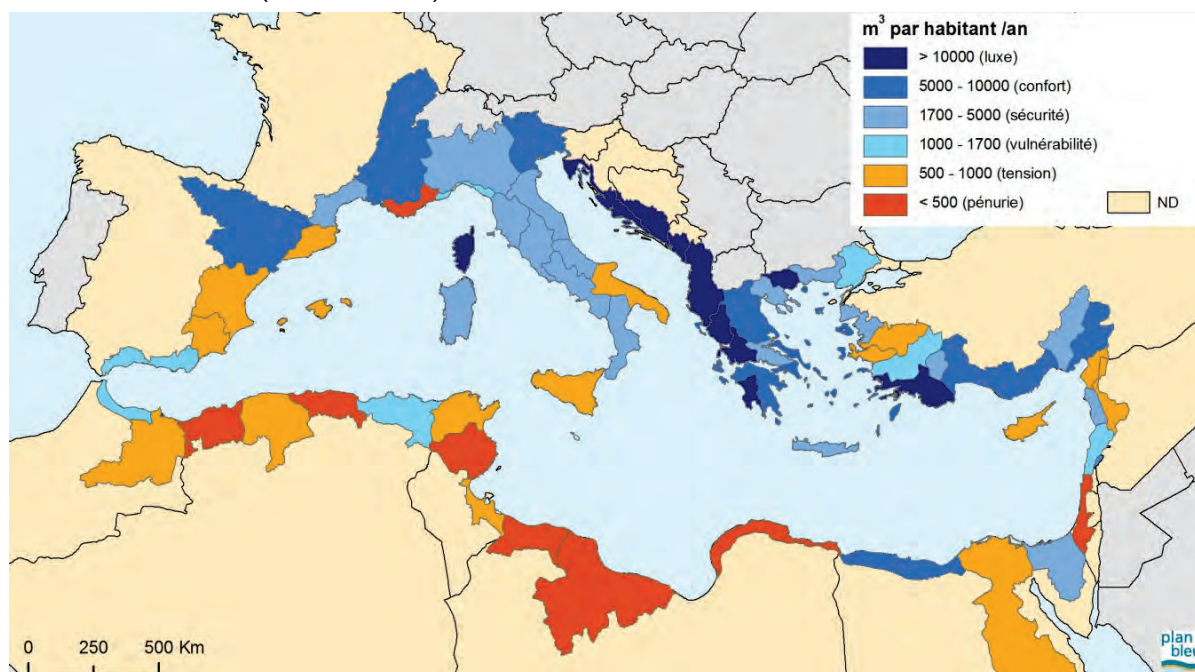 m³ par habitant /an
> 10000 (luxe)
5000 - 10000 (confort)
1700 - 5000 (sécurité)
1000 - 1700 (vulnérabilité)
500 - 1000 (tension)
< 500 (pénurie)
ND
0 250 500 Km
plan
bleu